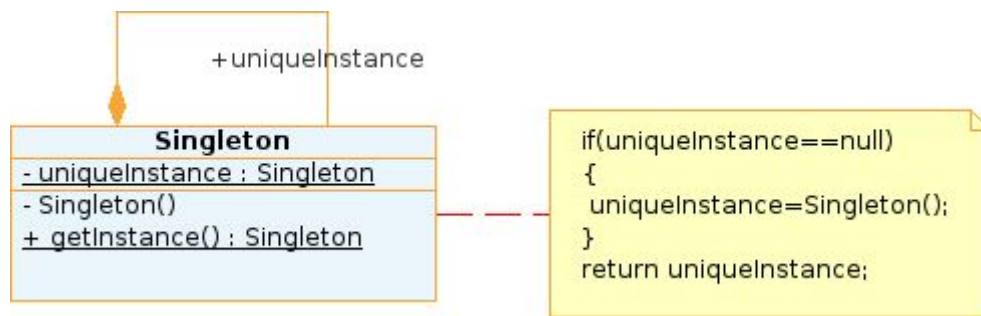 +uniqueInstance
Singleton
- uniqueInstance : Singleton
- Singleton()
+ getInstance() : Singleton
if(uniqueInstance==null)
{
uniqueInstance=Singleton();
}
return uniqueInstance;